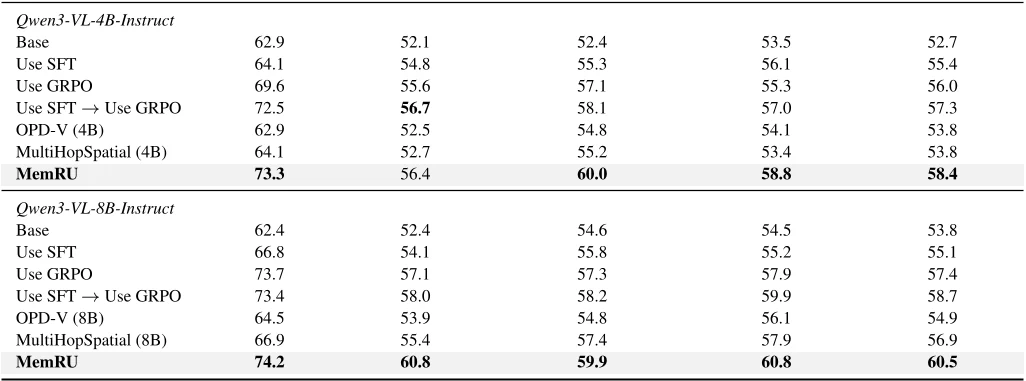 Qwen3-VL-4B-Instruct
Base 62.9 52.1 52.4 53.5 52.7
Use SFT 64.1 54.8 55.3 56.1 55.4
Use GRPO 69.6 55.6 57.1 55.3 56.0
Use SFT → Use GRPO 72.5 56.7 58.1 57.0 57.3
OPD-V (4B) 62.9 52.5 54.8 54.1 53.8
MultiHopSpatial (4B) 64.1 52.7 55.2 53.4 53.8
MemRU 73.3 56.4 60.0 58.8 58.4
Qwen3-VL-8B-Instruct
Base 62.4 52.4 54.6 54.5 53.8
Use SFT 66.8 54.1 55.8 55.2 55.1
Use GRPO 73.7 57.1 57.3 57.9 57.4
Use SFT → Use GRPO 73.4 58.0 58.2 59.9 58.7
OPD-V (8B) 64.5 53.9 54.8 56.1 54.9
MultiHopSpatial (8B) 66.9 55.4 57.4 57.9 56.9
MemRU 74.2 60.8 59.9 60.8 60.5